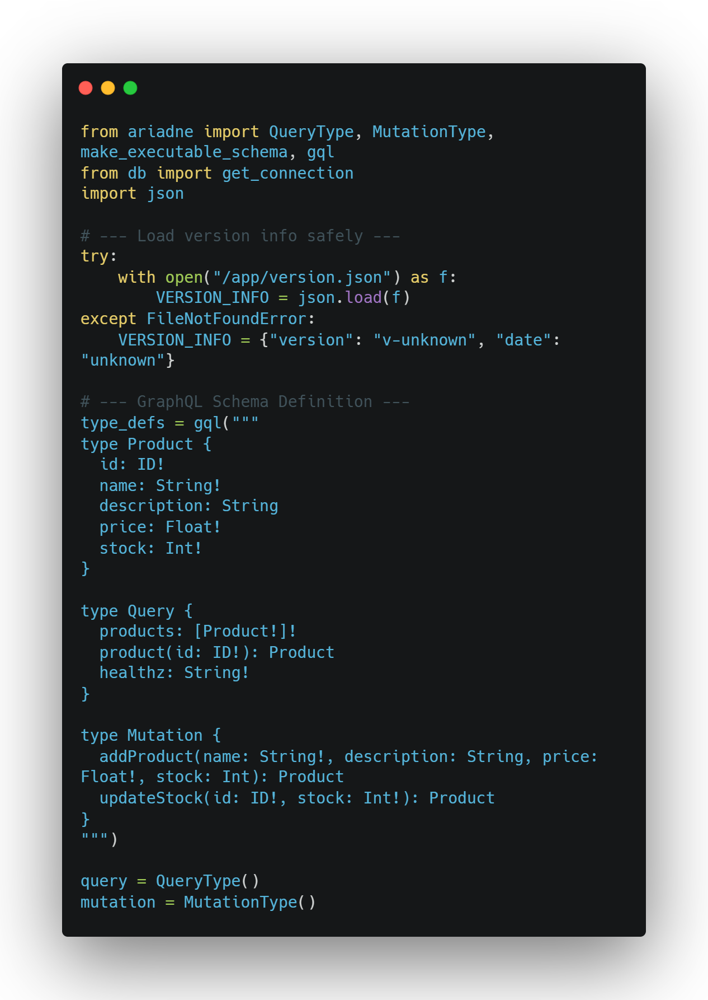 from ariadne import QueryType, MutationType,
make_executable_schema, gql
from db import get_connection
import json

# --- Load version info safely ---
try:
    with open("/app/version.json") as f:
        VERSION_INFO = json.load(f)
except FileNotFoundError:
    VERSION_INFO = {"version": "v-unknown", "date":
"unknown"}

# --- GraphQL Schema Definition ---
type_defs = gql("""
type Product {
  id: ID!
  name: String!
  description: String
  price: Float!
  stock: Int!
}

type Query {
  products: [Product!]!
  product(id: ID!): Product
  healthz: String!
}

type Mutation {
  addProduct(name: String!, description: String, price:
Float!, stock: Int): Product
  updateStock(id: ID!, stock: Int!): Product
}
""")

query = QueryType()
mutation = MutationType()